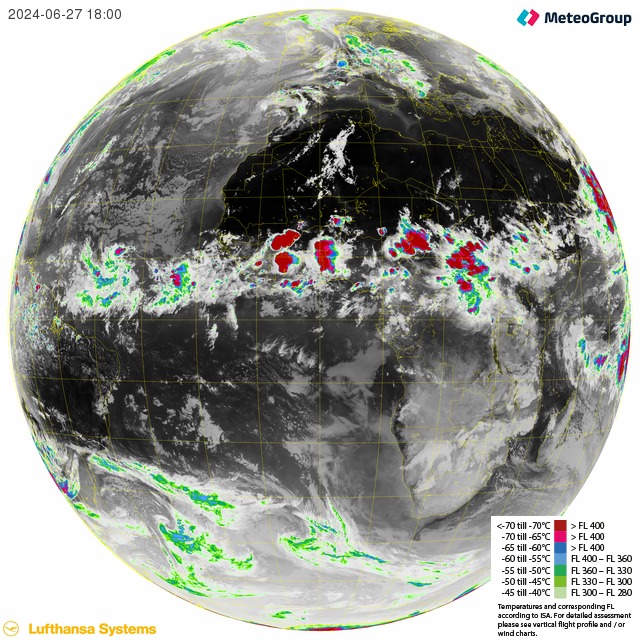 2024-06-27 18:00
MeteoGroup
<-70 till -70°C > FL 400
-70 till -65°C > FL 400
-65 till -60°C > FL 400
-60 till -55°C FL 400 – FL 360
-55 till -50°C FL 360 – FL 330
-50 till -45°C FL 330 – FL 300
-45 till -40°C FL 300 – FL 280
Temperatures and corresponding FL
according to ISA. For detailed assessment
please see vertical flight profile and / or
wind charts.
Lufthansa Systems